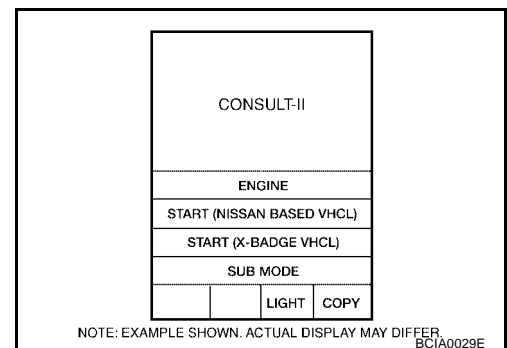 CONSULT-II
ENGINE
START (NISSAN BASED VHCL)
START (X-BADGE VHCL)
SUB MODE
LIGHT COPY
NOTE: EXAMPLE SHOWN. ACTUAL DISPLAY MAY DIFFER.
BCIA0029E